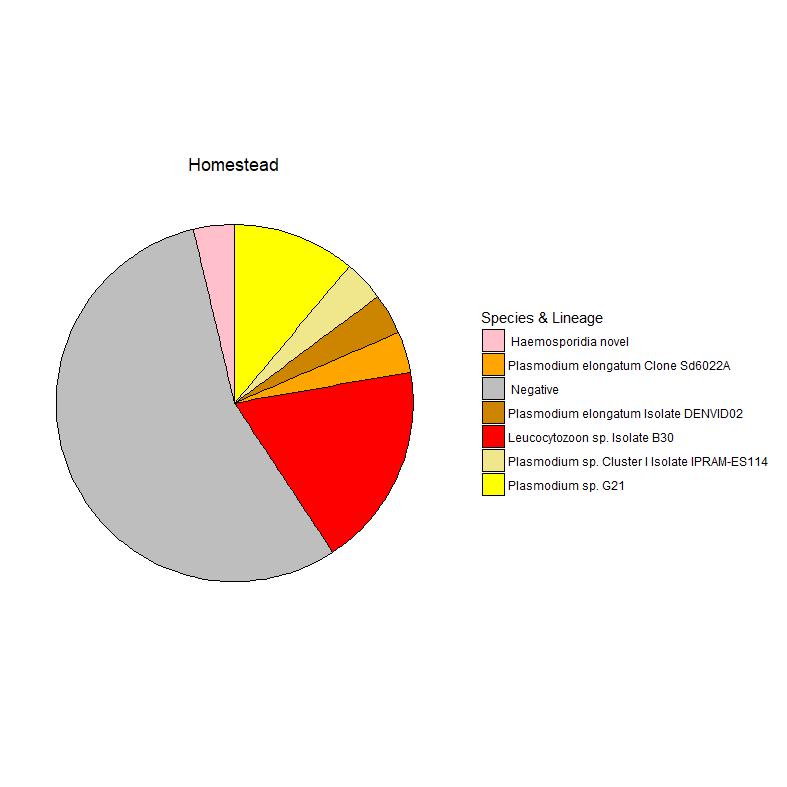 Homestead
Species & Lineage
Haemosporidia novel
Plasmodium elongatum Clone Sd6022A
Negative
Plasmodium elongatum Isolate DENVID02
Leucocytozoon sp. Isolate B30
Plasmodium sp. Cluster I Isolate IPRAM-ES114
Plasmodium sp. G21